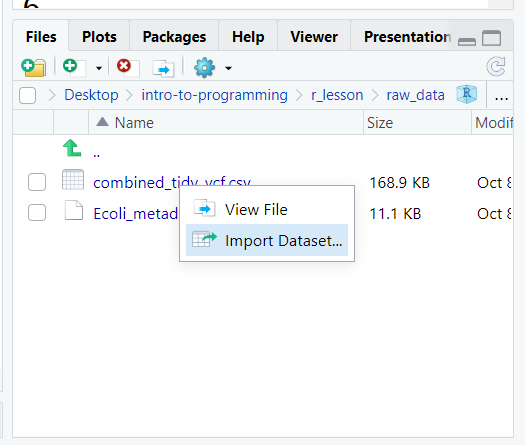 Files Plots Packages Help Viewer Presentation
Desktop intro-to-programming r_lesson raw_data R ...
Name Size Modif
..
combined_tidy_vcf.csv 168.9 KB Oct 8
Ecoli_metad 11.1 KB Oct 8
View File
Import Dataset...